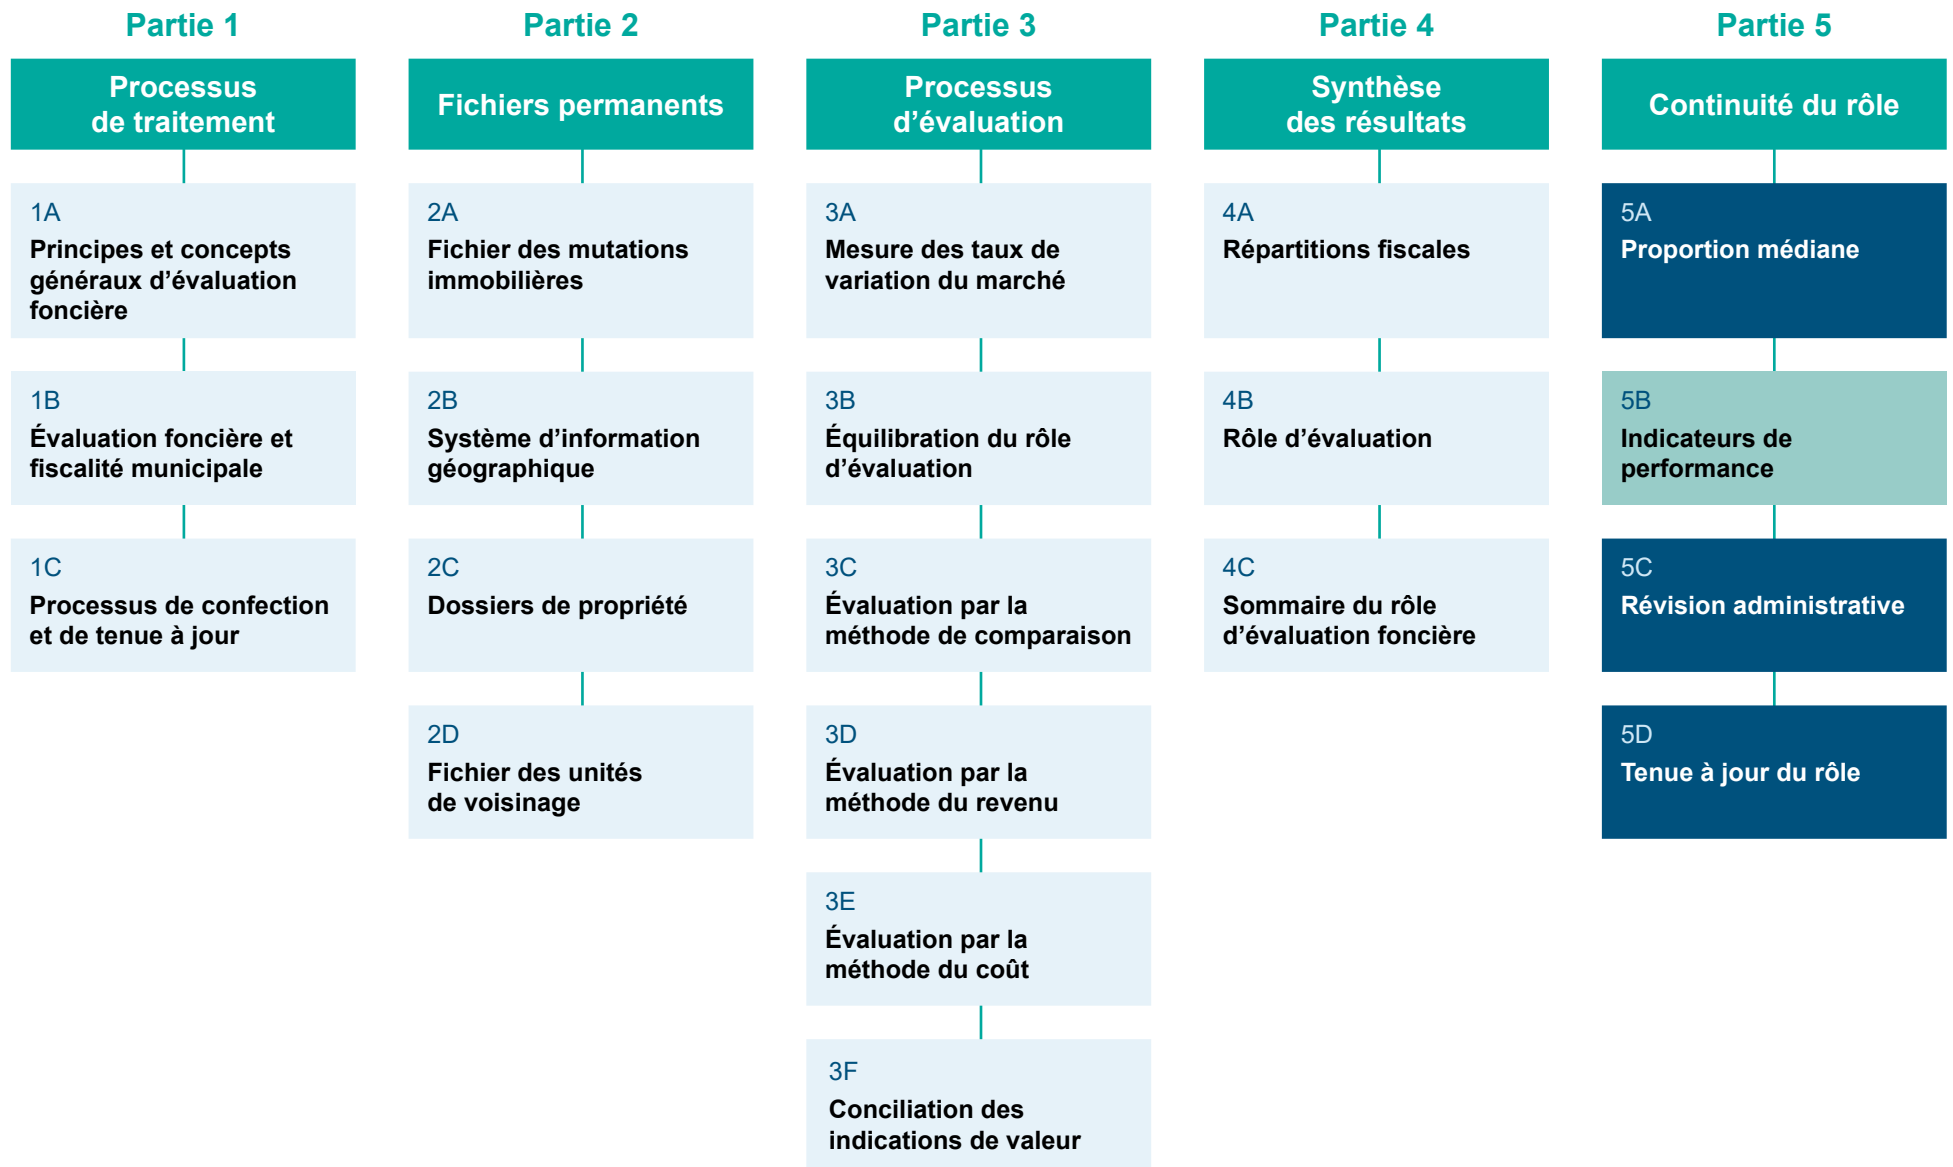 Partie 1
Processus
de traitement
1A
Principes et concepts
généraux d’évaluation
foncière
1B
Évaluation foncière et
fiscalité municipale
1C
Processus de confection
et de tenue à jour
Partie 2
Fichiers permanents
2A
Fichier des mutations
immobilières
2B
Système d’information
géographique
2C
Dossiers de propriété
2D
Fichier des unités
de voisinage
Partie 3
Processus
d’évaluation
3A
Mesure des taux de
variation du marché
3B
Équilibration du rôle
d’évaluation
3C
Évaluation par la
méthode de comparaison
3D
Évaluation par la
méthode du revenu
3E
Évaluation par la
méthode du coût
3F
Conciliation des
indications de valeur
Partie 4
Synthèse
des résultats
4A
Répartitions fiscales
4B
Rôle d’évaluation
4C
Sommaire du rôle
d’évaluation foncière
Partie 5
Continuité du rôle
5A
Proportion médiane
5B
Indicateurs de
performance
5C
Révision administrative
5D
Tenue à jour du rôle